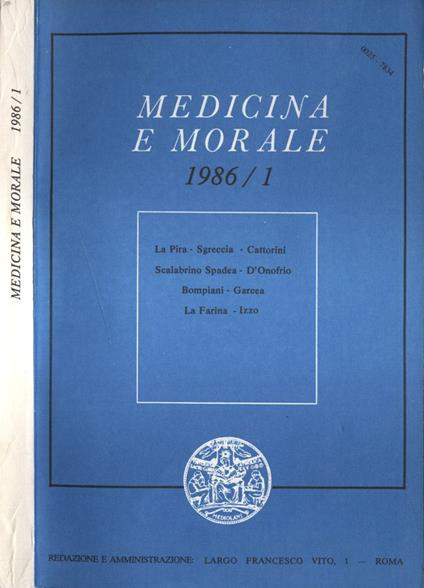 MEDICINA E MORALE 1986/1
0025 - 7834
MEDICINA
E MORALE
1986/1
La Pira - Sgreccia - Cattorini
Scalabrino Spadea - D'Onofrio
Bompiani - Garcea
La Farina - Izzo
MEDIOLANI
REDAZIONE E AMMINISTRAZIONE: LARGO FRANCESCO VITO, 1 — ROMA